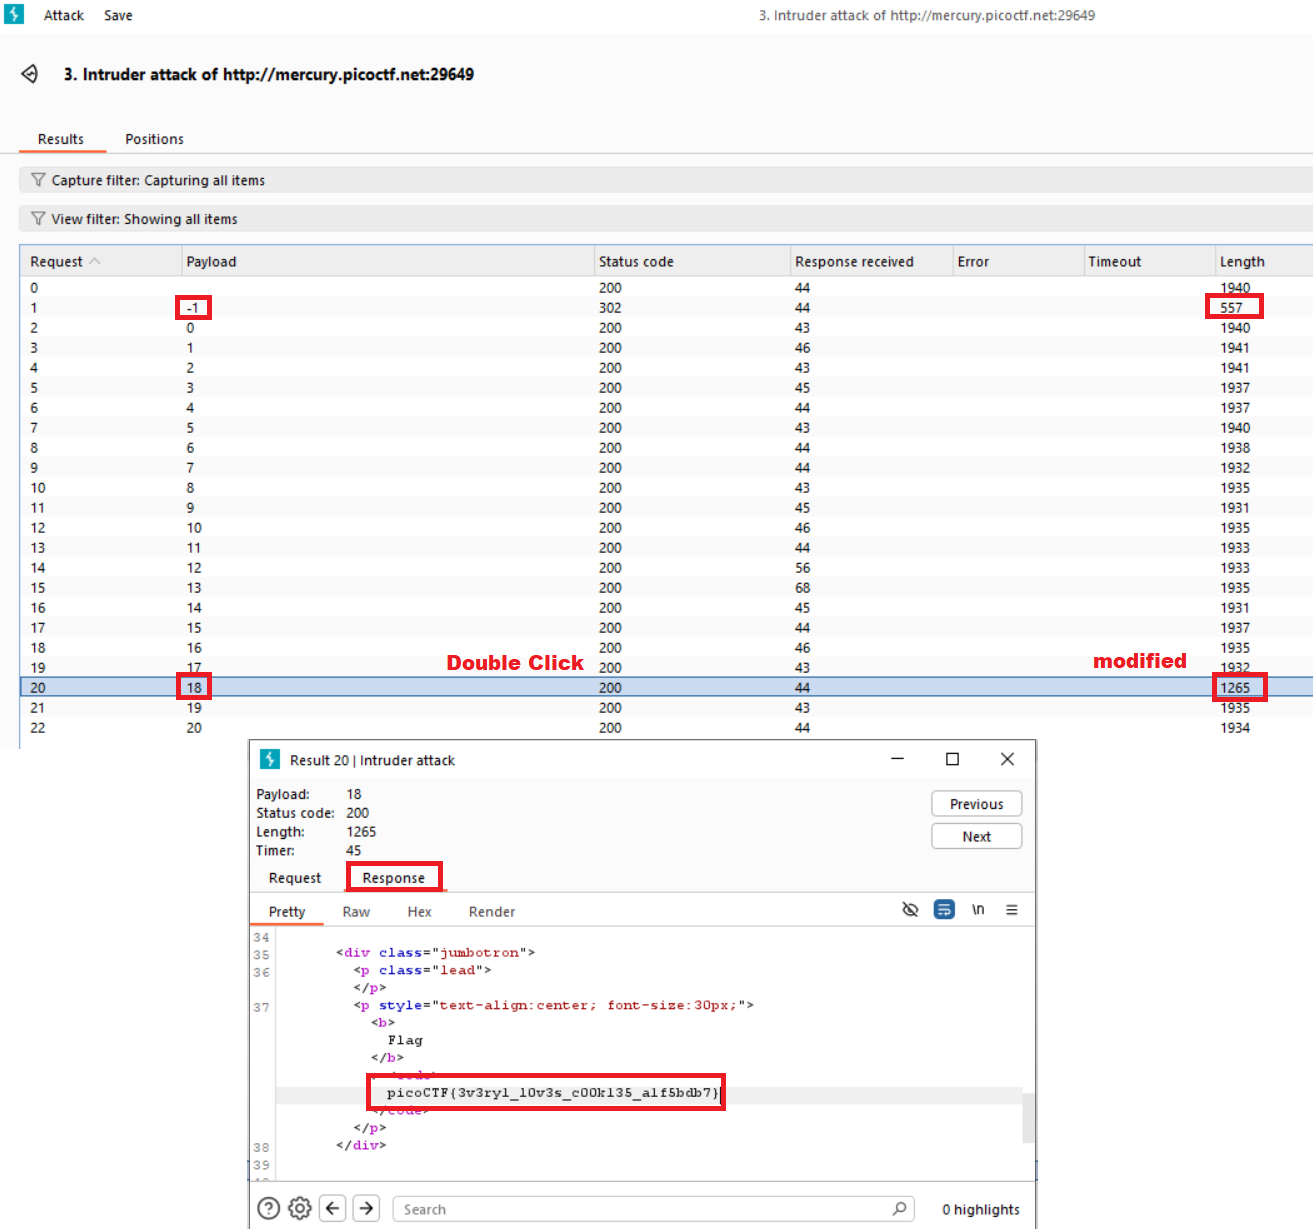 Attack Save 3. Intruder attack of http://mercury.picoctf.net:29649
3. Intruder attack of http://mercury.picoctf.net:29649
Results Positions
Capture filter: Capturing all items
View filter: Showing all items
Request Payload Status code Response received Error Timeout Length
0 200 44 1940
1 -1 302 44 557
2 0 200 43 1940
3 1 200 46 1941
4 2 200 43 1941
5 3 200 45 1937
6 4 200 44 1937
7 5 200 43 1940
8 6 200 44 1938
9 7 200 44 1932
10 8 200 43 1935
11 9 200 45 1931
12 10 200 46 1935
13 11 200 44 1933
14 12 200 56 1933
15 13 200 68 1935
16 14 200 45 1931
17 15 200 44 1937
18 16 200 46 1935
19 17 Double Click 200 43 modified 1932
20 18 200 44 1265
21 19 200 43 1935
22 20 200 44 1934
Result 20 | Intruder attack
Payload: 18
Status code: 200
Length: 1265
Timer: 45
Previous
Next
Request Response
Pretty Raw Hex Render \n
34
35 <div class="jumbotron">
36 <p class="lead">
</p>
37 <p style="text-align:center; font-size:30px;">
<b>
Flag
</b>
picoCTF{3v3ry1_l0v3s_c00k135_a1f5bdb7}
</code>
</p>
38 </div>
39
Search 0 highlights